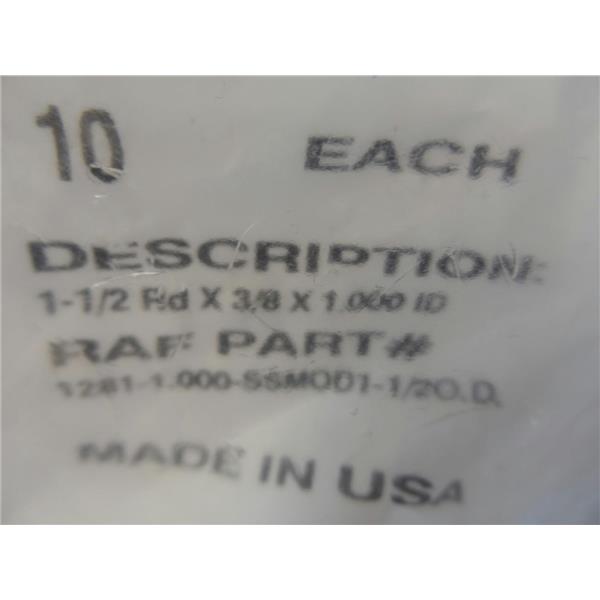 10 EACH
DESCRIPTION:
1-1/2 Rd X 3/8 X 1.000 ID
RAF PART#
1281-1.000-SSMOD1-1/2O.D.
MADE IN USA